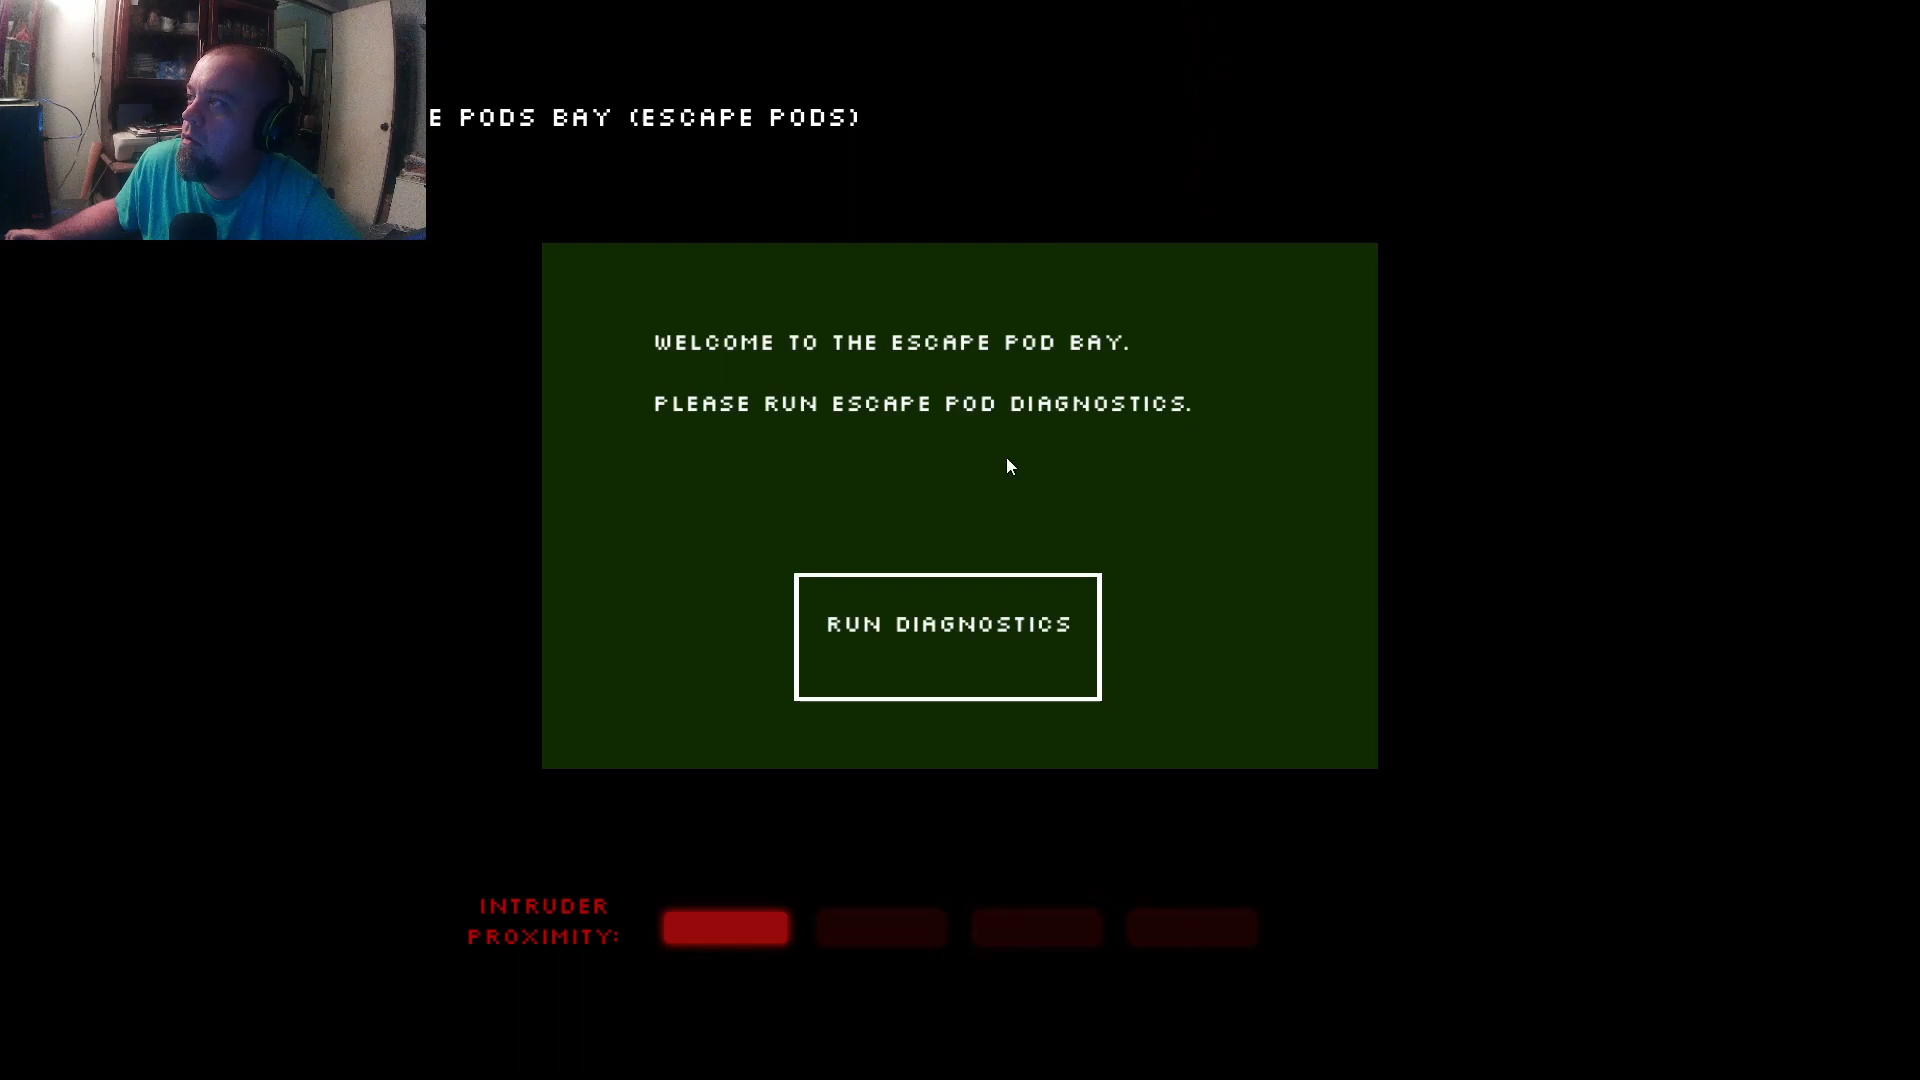 E PODS BAY (ESCAPE PODS)
WELCOME TO THE ESCAPE POD BAY.
PLEASE RUN ESCAPE POD DIAGNOSTICS.
RUN DIAGNOSTICS
INTRUDER
PROXIMITY: